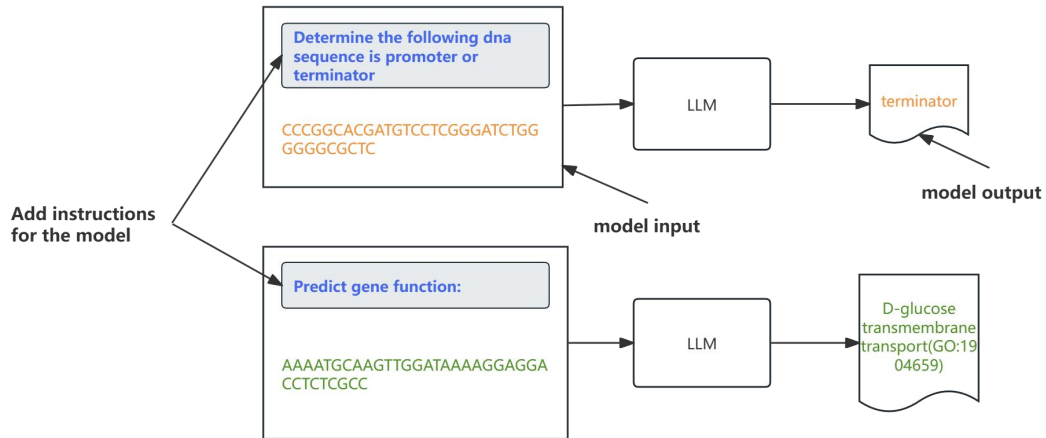 Determine the following dna
sequence is promoter or
terminator
CCCGGCACGATGTCCTCGGGATCTGG
GGGGCGCTC
LLM
terminator
model input
model output
Add instructions
for the model
Predict gene function:
AAAATGCAAGTTGGATAAAAGGAGGA
CCTCTCGCC
LLM
D-glucose
transmembrane
transport(GO:19
04659)